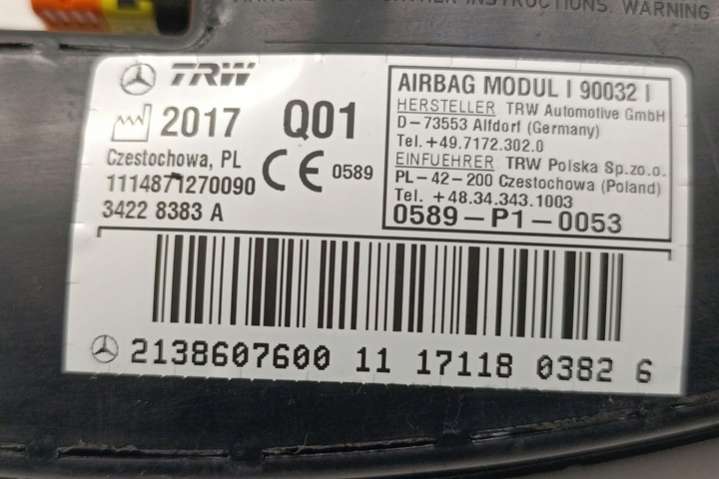 INSTRUCTIONS. WARNING
TRW
2017 Q01
Czestochowa, PL
1114871270090
3422 8383 A
CE 0589
AIRBAG MODUL I 90032 I
HERSTELLER TRW Automotive GmbH
D-73553 Alfdorf (Germany)
Tel.+49.7172.302.0
EINFUEHRER TRW Polska Sp.zo.o.
PL-42-200 Czestochowa (Poland)
Tel. +48.34.343.1003
0589-P1-0053
2138607600 11 17118 0382 6